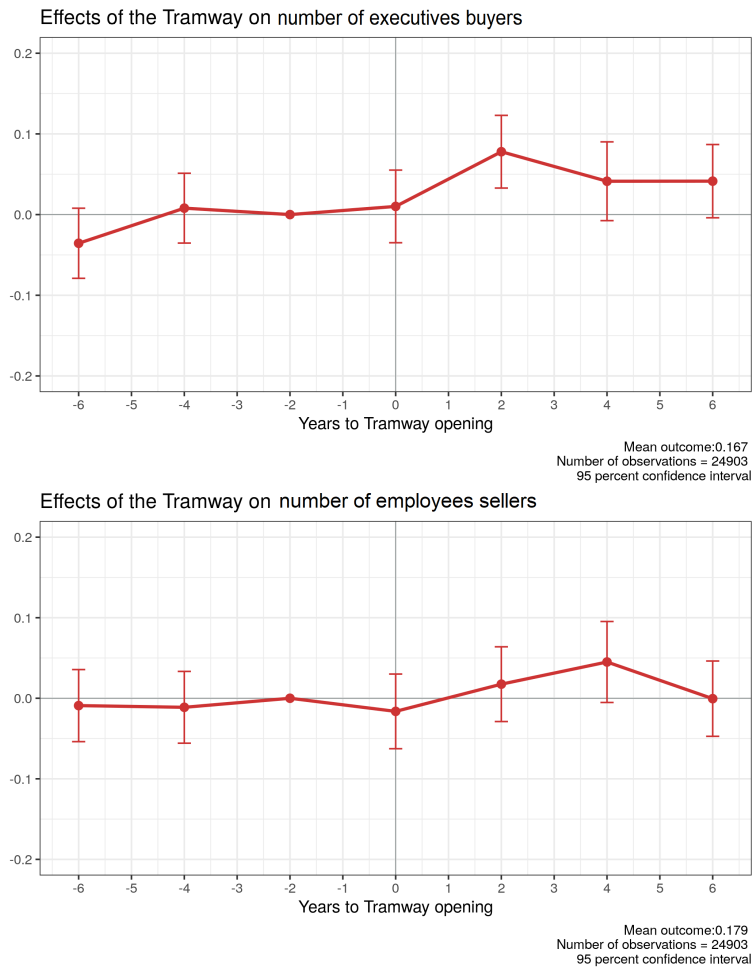 Effects of the Tramway on number of executives buyers
0.2
0.1
0.0
-0.1
-0.2
-6 -5 -4 -3 -2 -1 0 1 2 3 4 5 6
Years to Tramway opening
Mean outcome:0.167
Number of observations = 24903
95 percent confidence interval
Effects of the Tramway on number of employees sellers
0.2
0.1
0.0
-0.1
-0.2
-6 -5 -4 -3 -2 -1 0 1 2 3 4 5 6
Years to Tramway opening
Mean outcome:0.179
Number of observations = 24903
95 percent confidence interval